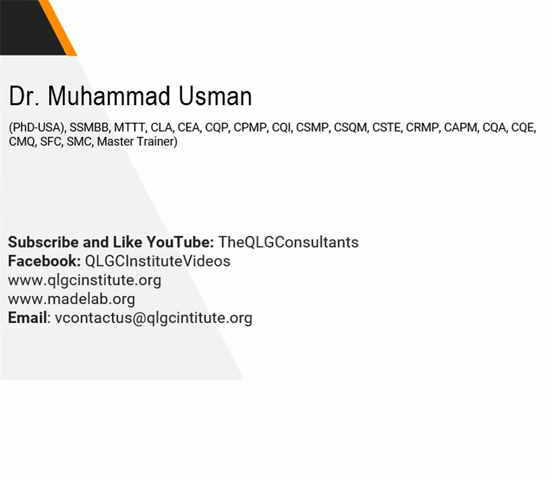 Dr. Muhammad Usman
(PhD-USA), SSMBB, MTTT, CLA, CEA, CQP, CPMP, CQI, CSMP, CSQM, CSTE, CRMP, CAPM, CQA, CQE,
CMQ, SFC, SMC, Master Trainer)
Subscribe and Like YouTube: TheQLGConsultants
Facebook: QLGCInstituteVideos
www.qlgcinstitute.org
www.madelab.org
Email: vcontactus@qlgcintitute.org